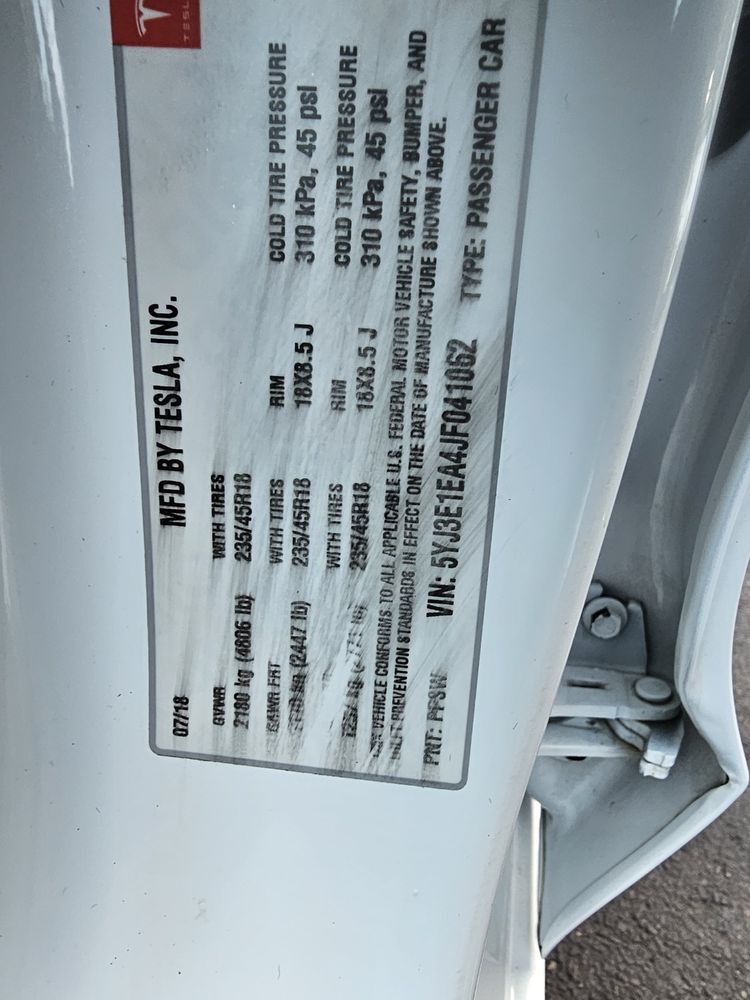 TESLA
MFD BY TESLA, INC.
07/18
GVWR WITH TIRES
2180 kg (4806 lb) 235/45R18
GAWR FRT WITH TIRES RIM COLD TIRE PRESSURE
kg (2447 lb) 235/45R18 18X8.5 J 310 kPa, 45 psi
WITH TIRES RIM COLD TIRE PRESSURE
kg 235/45R18 18X8.5 J 310 kPa, 45 psi
VEHICLE CONFORMS TO ALL APPLICABLE U.S. FEDERAL MOTOR VEHICLE SAFETY, BUMPER, AND
THEFT PREVENTION STANDARDS IN EFFECT ON THE DATE OF MANUFACTURE SHOWN ABOVE.
PNT: PPSW VIN: 5YJ3E1EA4JF041062 TYPE: PASSENGER CAR